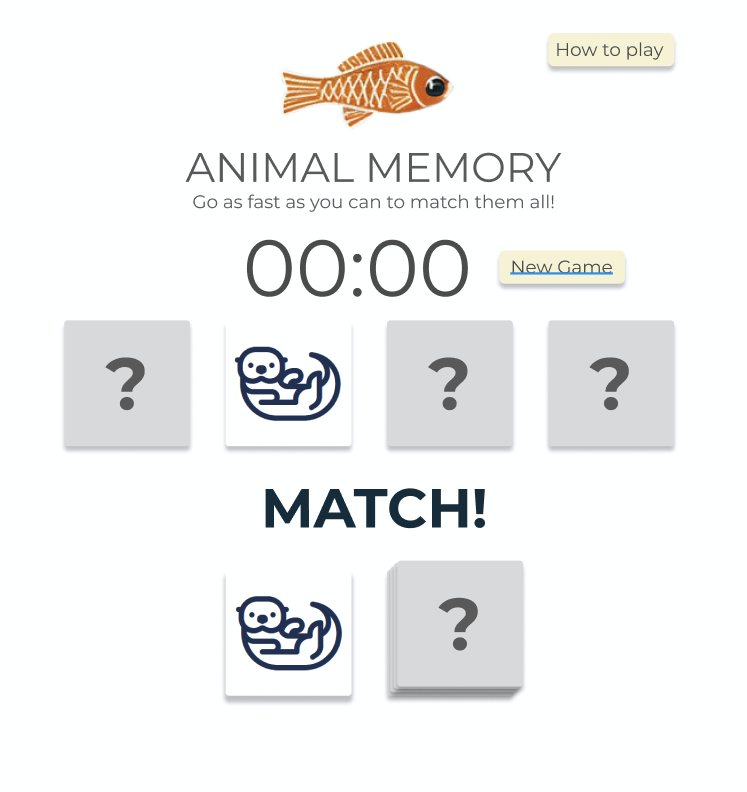 How to play
ANIMAL MEMORY
Go as fast as you can to match them all!
00:00
New Game
? ? ?
MATCH!
?